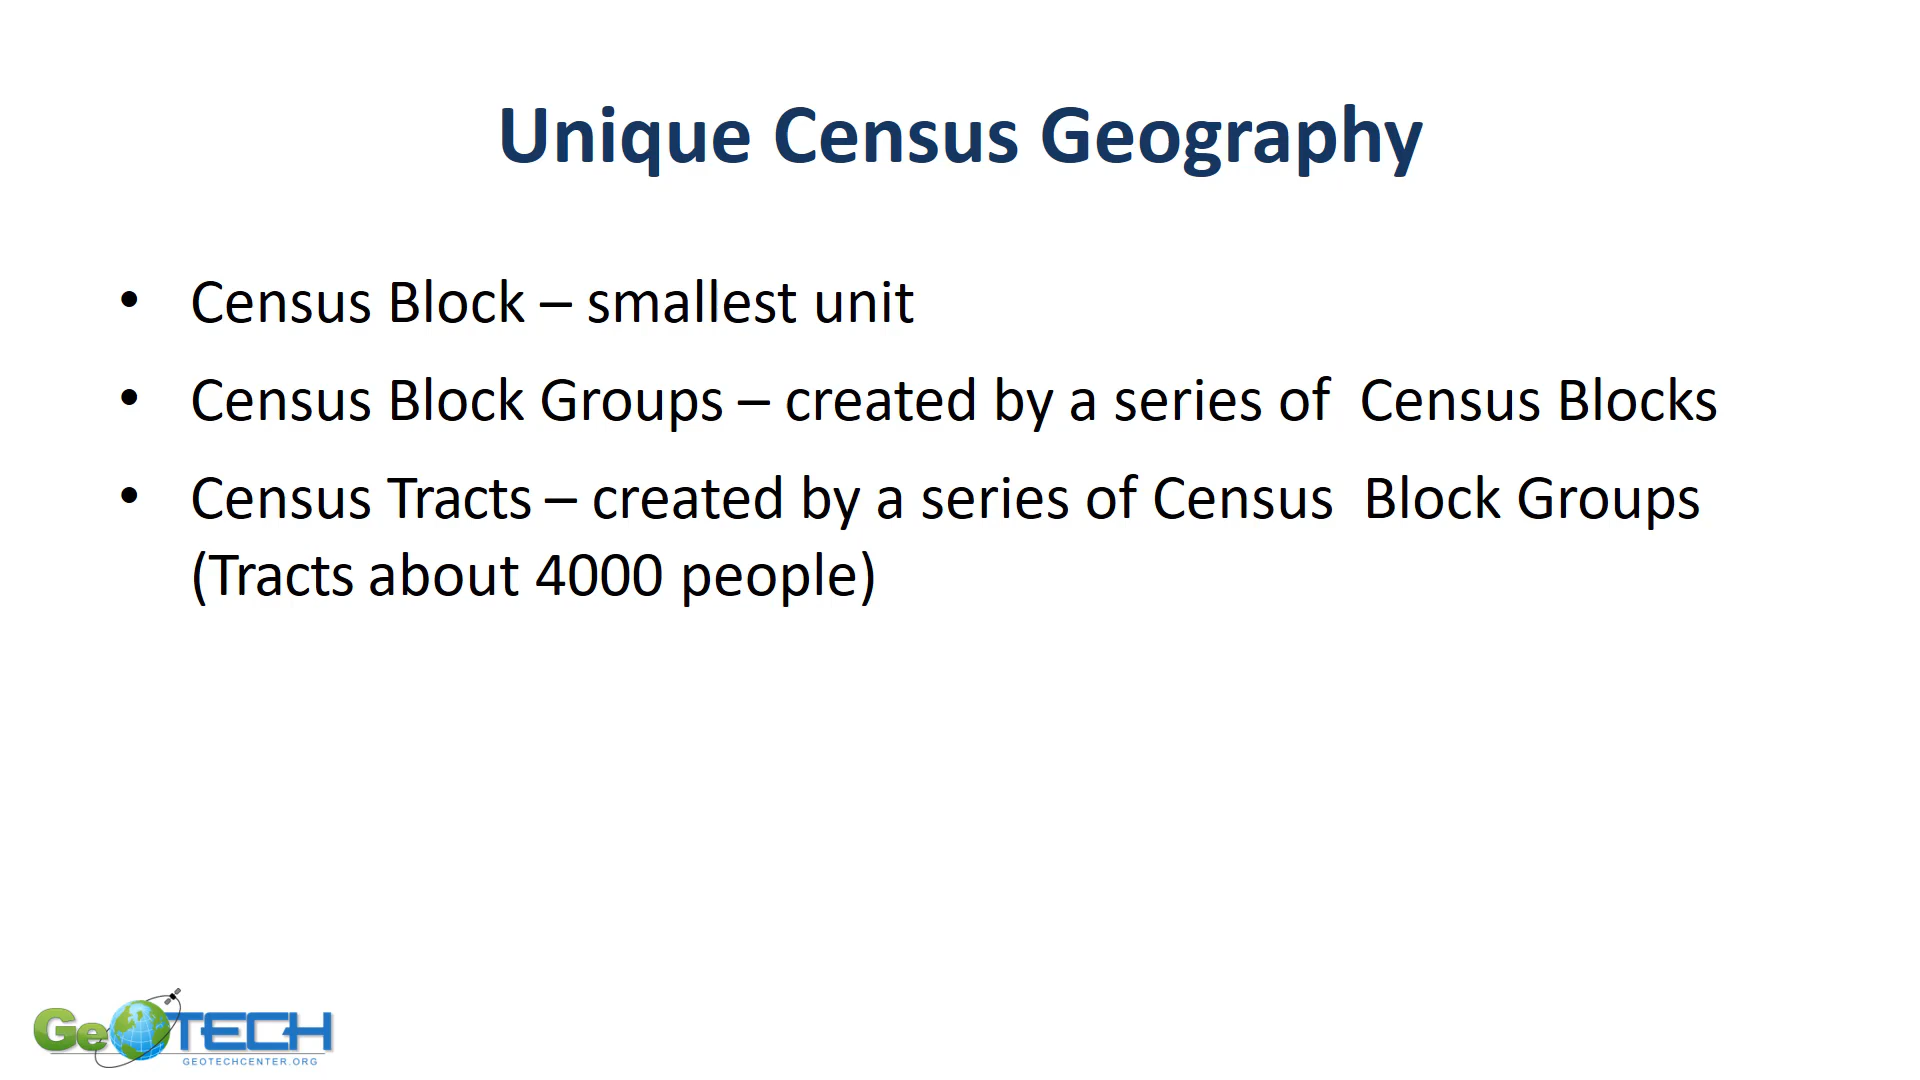 Unique Census Geography
• Census Block – smallest unit
• Census Block Groups – created by a series of  Census Blocks
• Census Tracts – created by a series of Census  Block Groups
(Tracts about 4000 people)
GeoTECH
GEOTECHCENTER.ORG